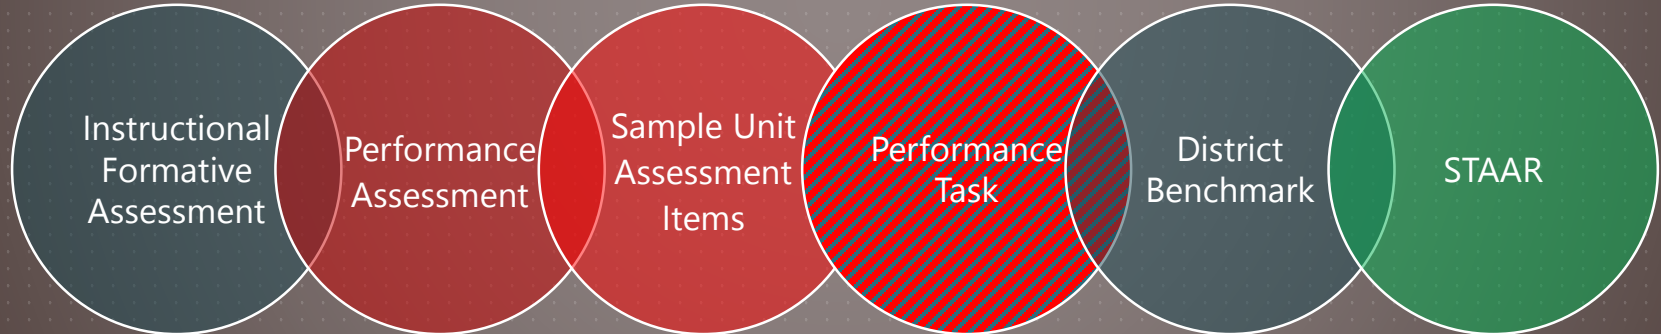 Instructional
Formative
Assessment
Performance
Assessment
Sample Unit
Assessment
Items
Performance
Task
District
Benchmark
STAAR